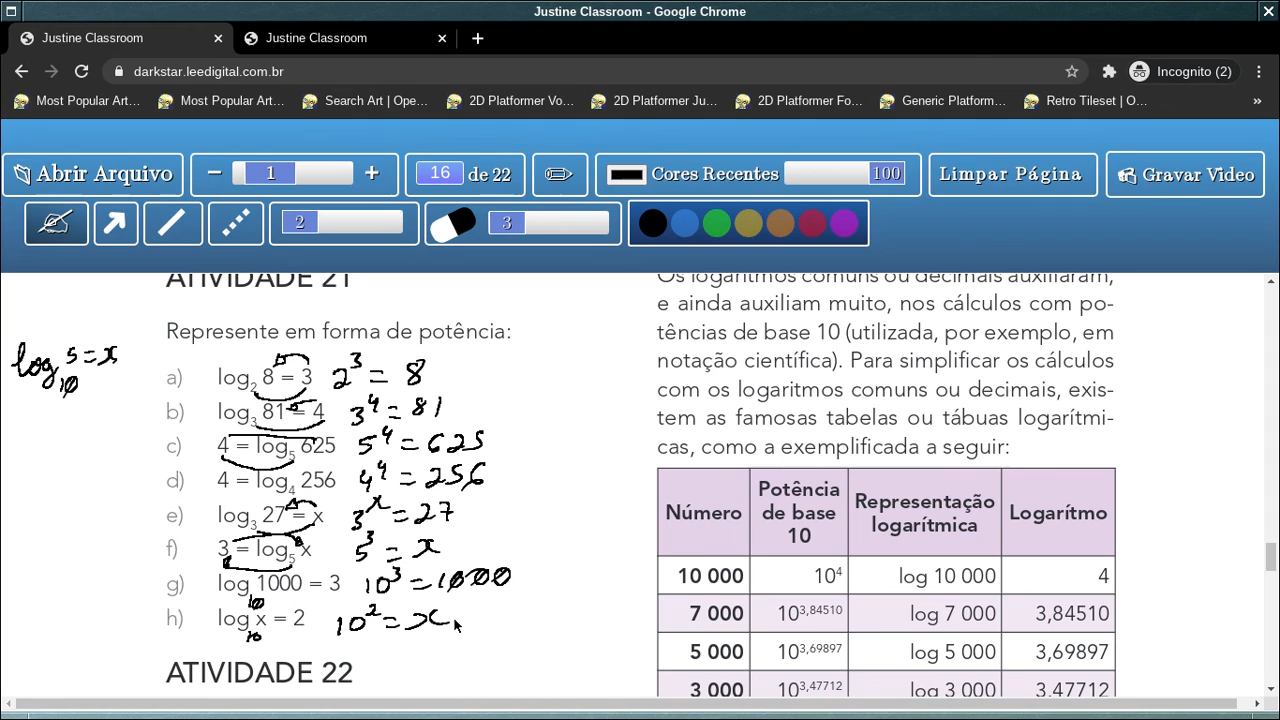 Justine Classroom - Google Chrome
Justine Classroom
Justine Classroom
darkstar.leedigital.com.br
Incognito (2)
Most Popular Art...
Most Popular Art...
Search Art | Ope...
2D Platformer Vo...
2D Platformer Ju...
2D Platformer Fo...
Generic Platform...
Retro Tileset | O...
»
Abrir Arquivo
− 1 +
16 de 22
Cores Recentes 100
Limpar Página
Gravar Video
2
3
ATIVIDADE 21
Represente em forma de potência:
log₁₀ 5 = x
a) log₂ 8 = 3 2³ = 8
b) log₃ 81 = 4 3⁴ = 81
c) 4 = log₅ 625 5⁴ = 625
d) 4 = log₄ 256 4⁴ = 256
e) log₃ 27 = x 3ˣ = 27
f) 3 = log₅ x 5³ = x
g) log 1000 = 3 10³ = 1000
10
h) log x = 2 10² = x
10
ATIVIDADE 22
Os logaritmos comuns ou decimais auxiliaram,
e ainda auxiliam muito, nos cálculos com po-
tências de base 10 (utilizada, por exemplo, em
notação científica). Para simplificar os cálculos
com os logaritmos comuns ou decimais, exis-
tem as famosas tabelas ou tábuas logarítmi-
cas, como a exemplificada a seguir:
Número
Potência de base 10
Representação logarítmica
Logarítmo
10 000 10⁴ log 10 000 4
7 000 10³,⁸⁴⁵¹⁰ log 7 000 3,84510
5 000 10³,⁶⁹⁸⁹⁷ log 5 000 3,69897
3 000 10³,⁴⁷⁷¹² log 3 000 3,47712